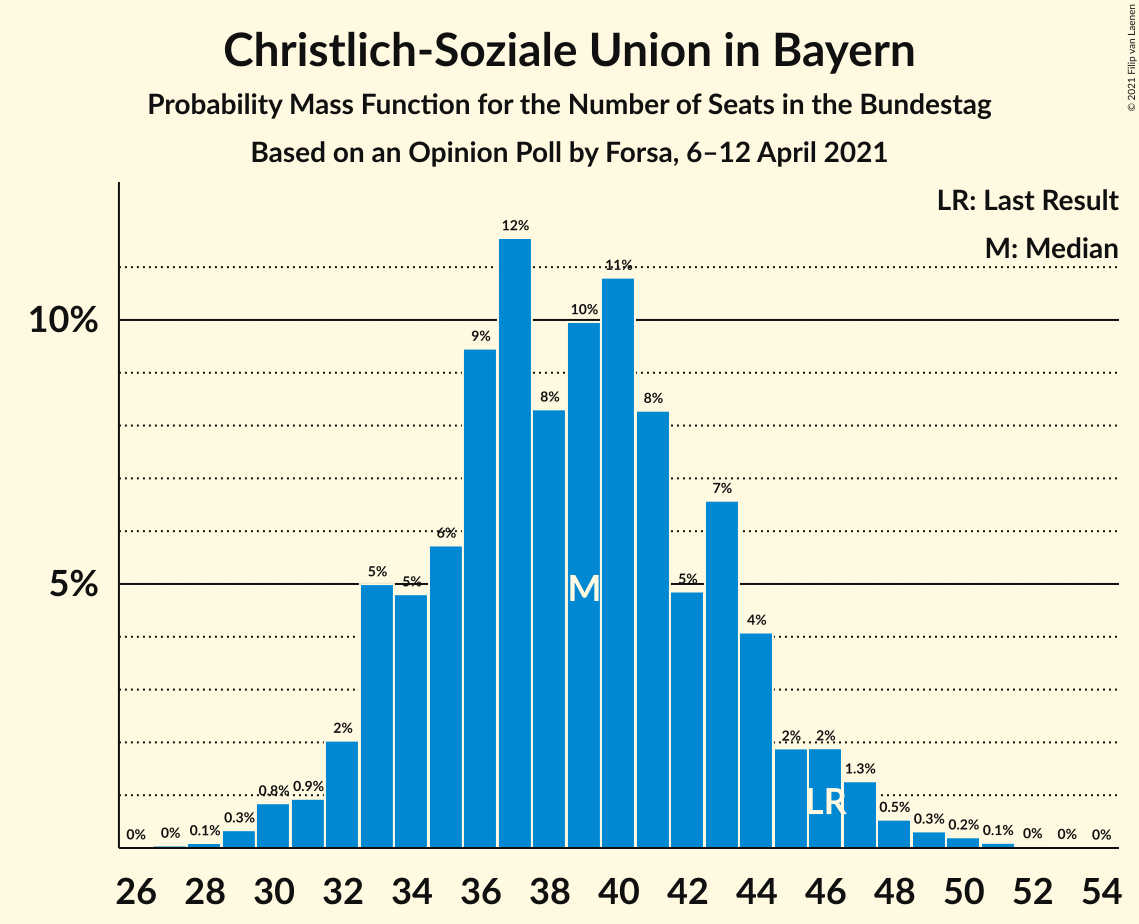 Christlich-Soziale Union in Bayern
Probability Mass Function for the Number of Seats in the Bundestag
Based on an Opinion Poll by Forsa, 6–12 April 2021
© 2021 Filip van Laenen
LR: Last Result
M: Median
10%
5%
0% 0% 0.1% 0.3% 0.8% 0.9% 2% 5% 5% 6% 9% 12% 8% 10% 11% 8% 5% 7% 4% 2% 2% 1.3% 0.5% 0.3% 0.2% 0.1% 0% 0% 0%
M
LR
26 28 30 32 34 36 38 40 42 44 46 48 50 52 54